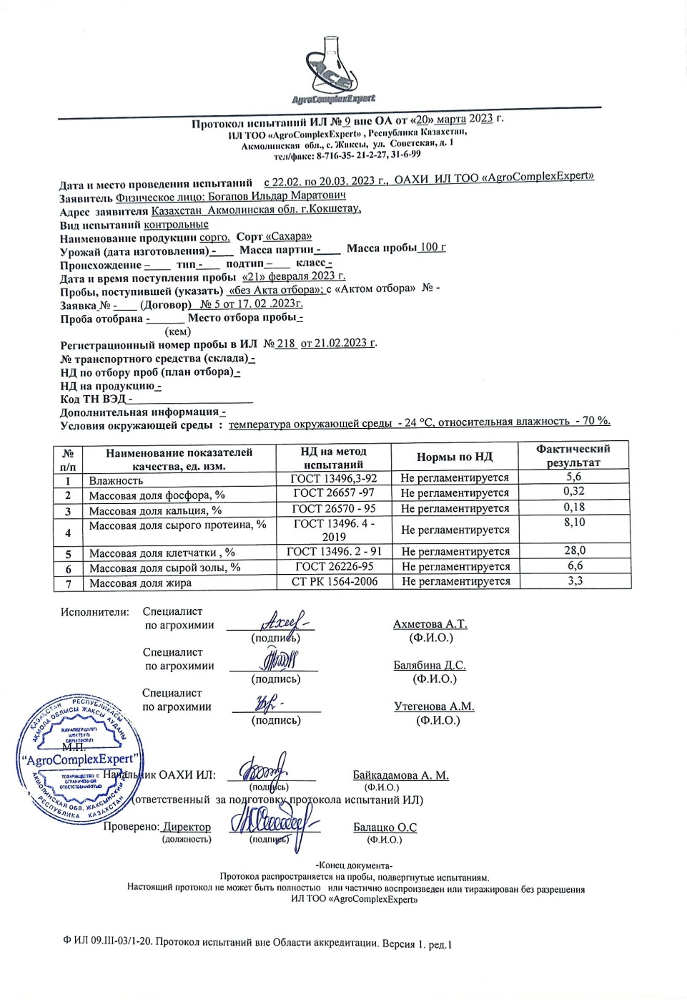 ACE
AgroComplexExpert
Протокол испытаний ИЛ № 9 вне ОА от «20» марта 2023 г.
ИЛ ТОО «AgroComplexExpert» , Республика Казахстан,
Акмолинская обл., с. Жаксы, ул. Советская, д. 1
тел/факс: 8-716-35- 21-2-27, 31-6-99
Дата и место проведения испытаний с 22.02. по 20.03. 2023 г., ОАХИ ИЛ ТОО «AgroComplexExpert»
Заявитель Физическое лицо: Богапов Ильдар Маратович
Адрес заявителя Казахстан Акмолинская обл. г.Кокшетау,
Вид испытаний контрольные
Наименование продукции сорго. Сорт «Сахара»
Урожай (дата изготовления) -___ Масса партии -____ Масса пробы 100 г
Происхождение –____ тип -____ подтип –___ класс -
Дата и время поступления пробы «21» февраля 2023 г.
Пробы, поступившей (указать) «без Акта отбора»; с «Актом отбора» № -
Заявка № -____ (Договор) № 5 от 17. 02 .2023г.
Проба отобрана -______ Место отбора пробы -
(кем)
Регистрационный номер пробы в ИЛ № 218 от 21.02.2023 г.
№ транспортного средства (склада) -
НД по отбору проб (план отбора) -
НД на продукцию -
Код ТН ВЭД -____________________
Дополнительная информация -
Условия окружающей среды : температура окружающей среды - 24 °С, относительная влажность - 70 %.
№ п/п Наименование показателей качества, ед. изм. НД на метод испытаний Нормы по НД Фактический результат
1 Влажность ГОСТ 13496,3-92 Не регламентируется 5,6
2 Массовая доля фосфора, % ГОСТ 26657 -97 Не регламентируется 0,32
3 Массовая доля кальция, % ГОСТ 26570 - 95 Не регламентируется 0,18
4 Массовая доля сырого протеина, % ГОСТ 13496. 4 - 2019 Не регламентируется 8,10
5 Массовая доля клетчатки , % ГОСТ 13496. 2 - 91 Не регламентируется 28,0
6 Массовая доля сырой золы, % ГОСТ 26226-95 Не регламентируется 6,6
7 Массовая доля жира СТ РК 1564-2006 Не регламентируется 3,3
Исполнители: Специалист
по агрохимии Ахметова А.Т.
(подпись) (Ф.И.О.)
Специалист
по агрохимии Балябина Д.С.
(подпись) (Ф.И.О.)
Специалист
по агрохимии Утегенова А.М.
(подпись) (Ф.И.О.)
ҚАЗАҚСТАН РЕСПУБЛИКАСЫ
АҚМОЛА ОБЛЫСЫ ЖАҚСЫ АУДАНЫ
ЖАУАПКЕРШІЛІГІ
ШЕКТЕУЛІ
СЕРІКТЕСТІГІ
М.П.
“AgroComplexExpert”
ТОВАРИЩЕСТВО С
ОГРАНИЧЕННОЙ
ОТВЕТСТВЕННОСТЬЮ
АКМОЛИНСКАЯ ОБЛ. ЖАКСЫНСКИЙ
РЕСПУБЛИКА КАЗАХСТАН
Начальник ОАХИ ИЛ: Байкадамова А. М.
(подпись) (Ф.И.О.)
(ответственный за подготовку протокола испытаний ИЛ)
Проверено: Директор Балацко О.С
(должность) (подпись) (Ф.И.О.)
-Конец документа-
Протокол распространяется на пробы, подвергнутые испытаниям.
Настоящий протокол не может быть полностью или частично воспроизведен или тиражирован без разрешения
ИЛ ТОО «AgroComplexExpert»
Ф ИЛ 09.III-03/1-20. Протокол испытаний вне Области аккредитации. Версия 1. ред.1